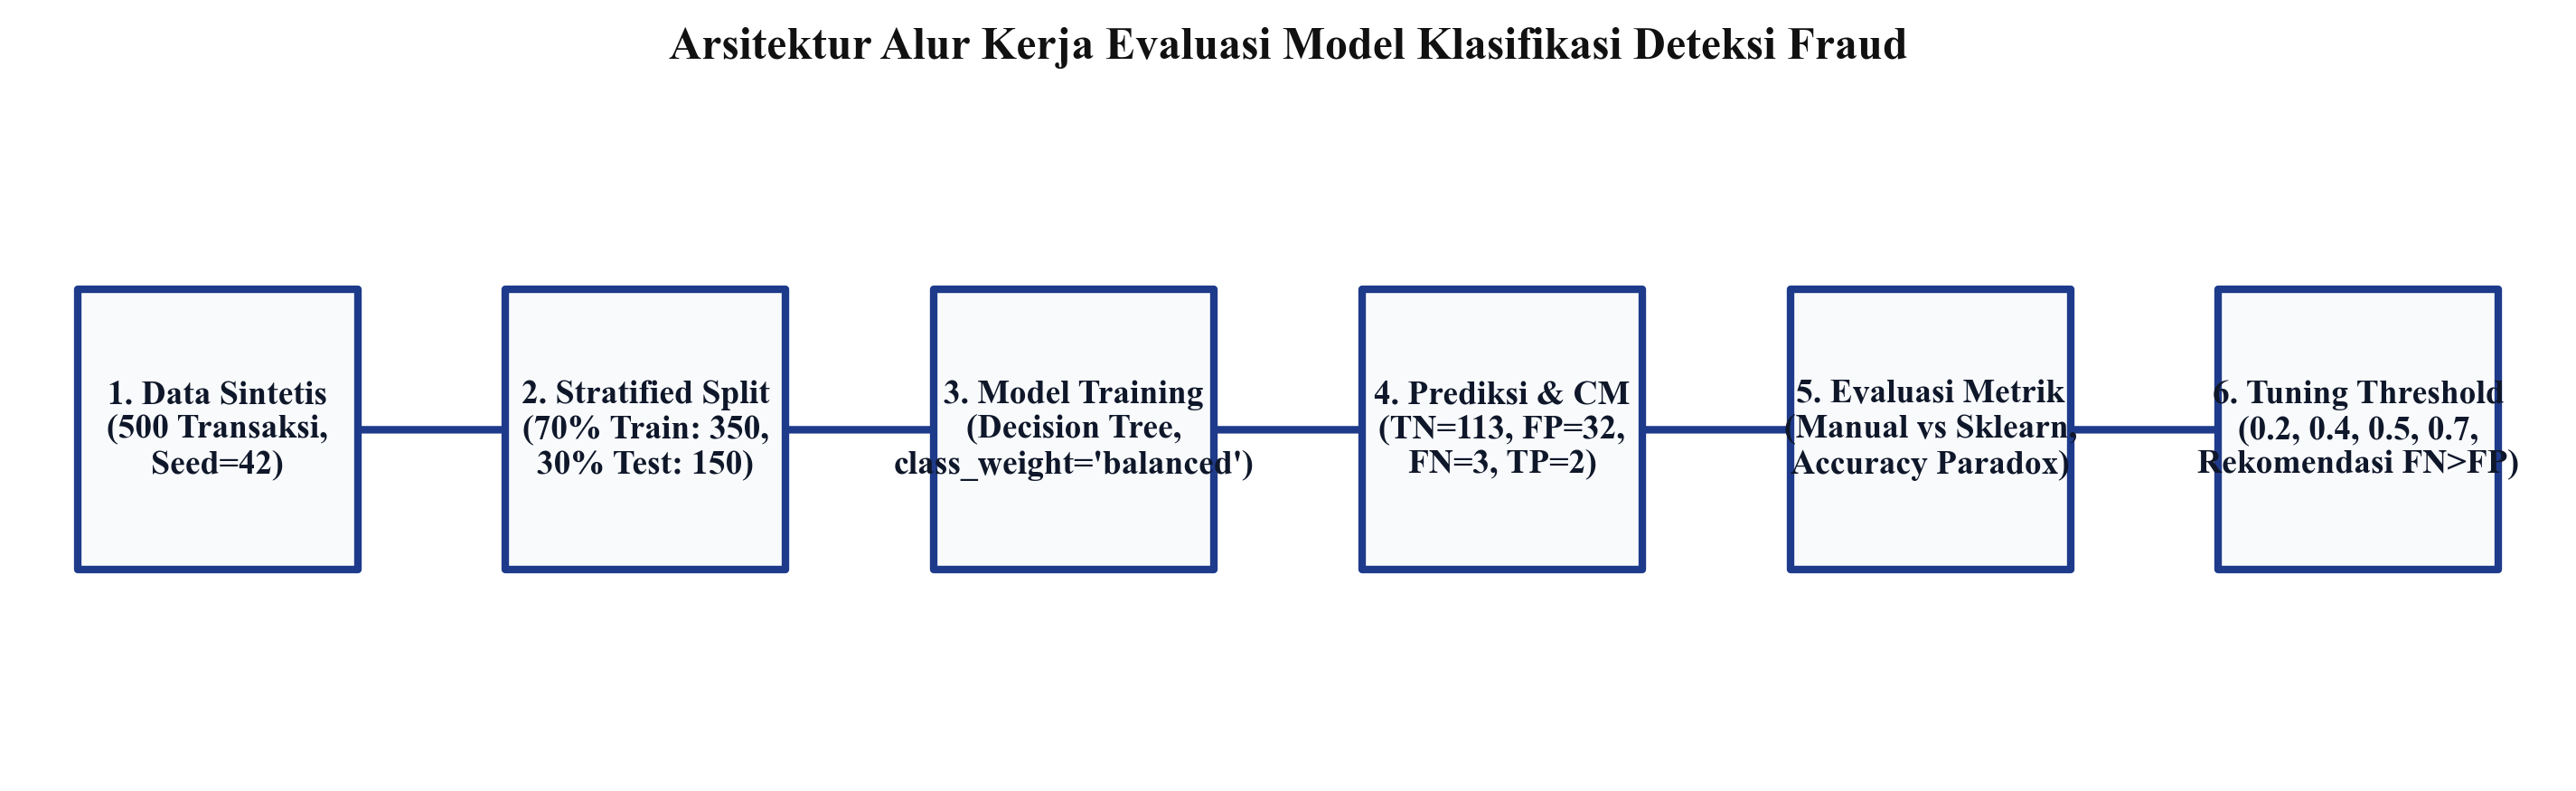 Arsitektur Alur Kerja Evaluasi Model Klasifikasi Deteksi Fraud
1. Data Sintetis
(500 Transaksi,
Seed=42)
2. Stratified Split
(70% Train: 350,
30% Test: 150)
3. Model Training
(Decision Tree,
class_weight='balanced')
4. Prediksi & CM
(TN=113, FP=32,
FN=3, TP=2)
5. Evaluasi Metrik
(Manual vs Sklearn,
Accuracy Paradox)
6. Tuning Threshold
(0.2, 0.4, 0.5, 0.7,
Rekomendasi FN>FP)